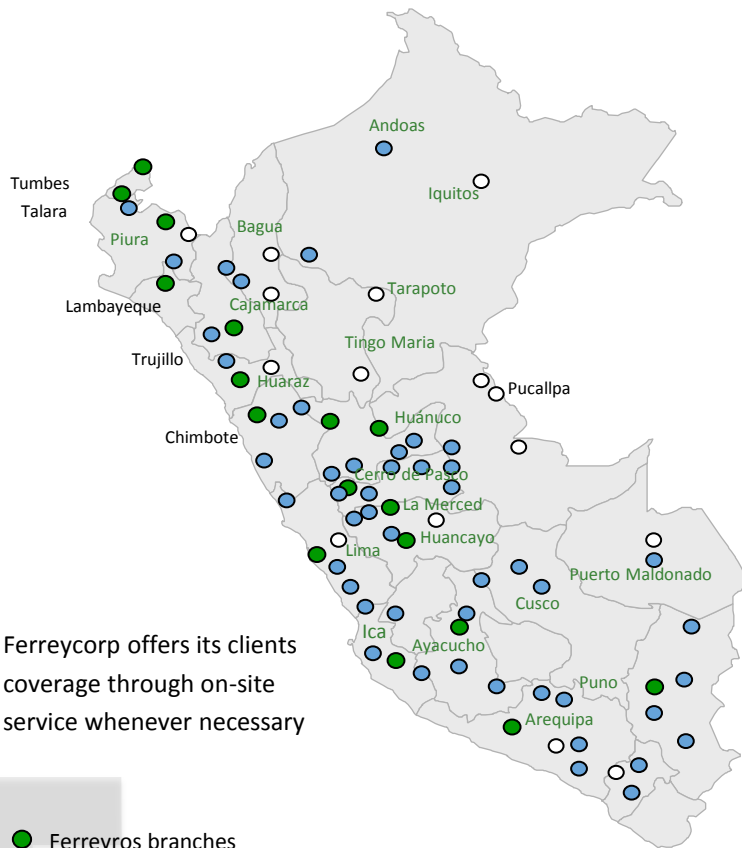 Andoas
Iquitos
Tumbes
Talara
Bagua
Piura
Tarapoto
Lambayeque
Cajamarca
Tingo Maria
Trujillo
Huaraz
Pucallpa
Huanuco
Chimbote
Cerro de Pasco
La Merced
Huancayo
Lima
Puerto Maldonado
Cusco
Ica
Ayacucho
Ferreycorp offers its clients
coverage through on-site
service whenever necessary
Puno
Arequipa
Ferreyros branches